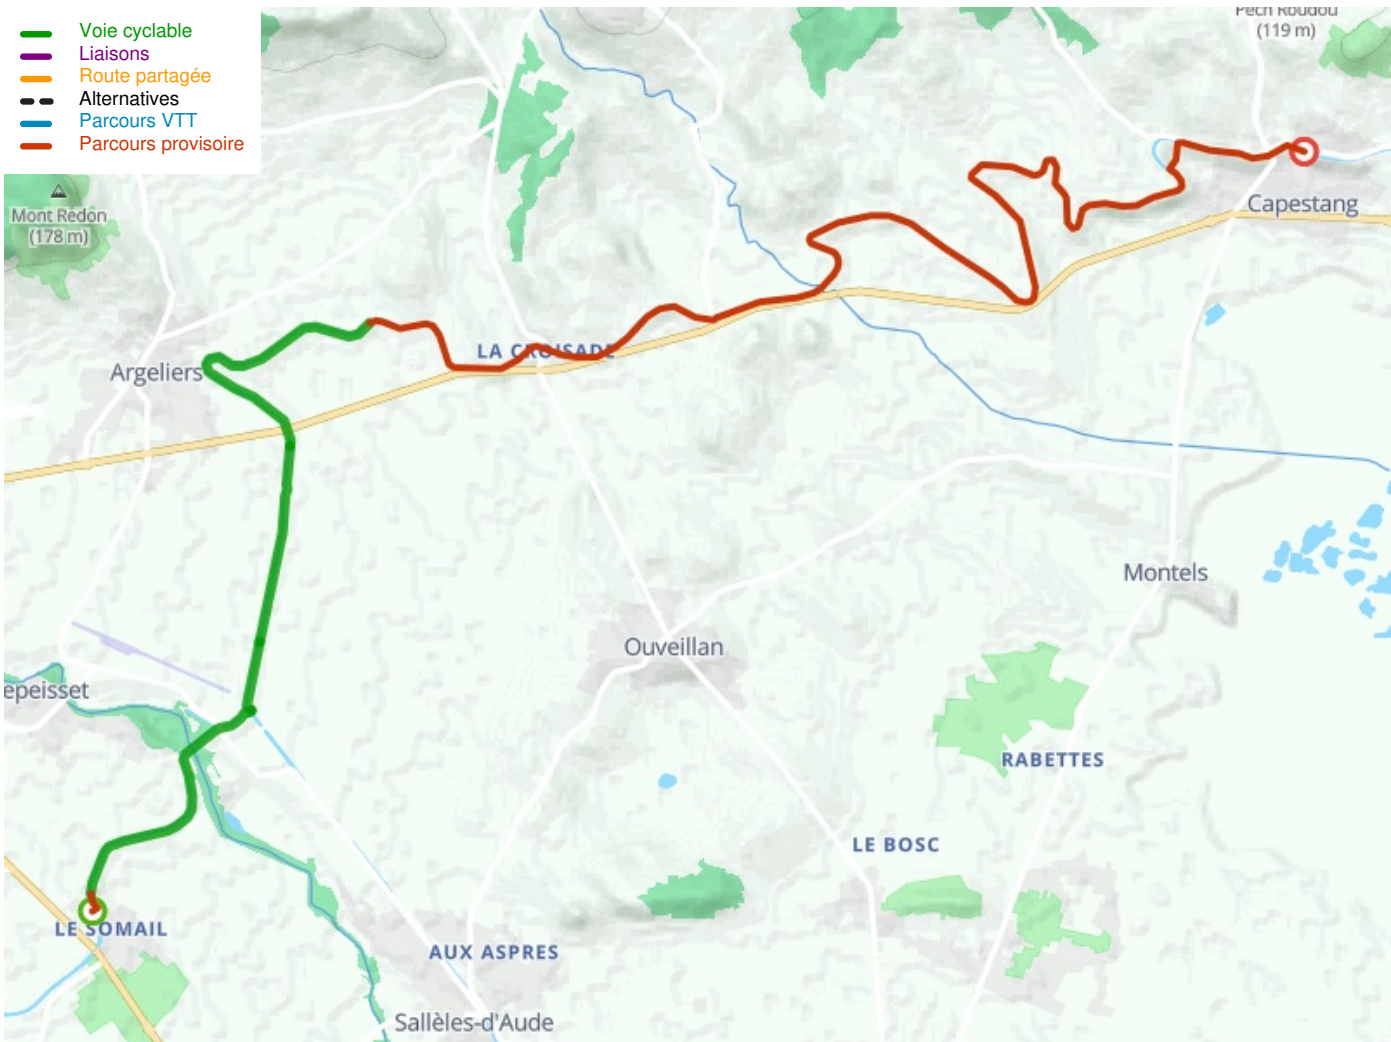 Voie cyclable
Liaisons
Route partagée
Alternatives
Parcours VTT
Parcours provisoire
Pech Roudou
(119 m)
Mont Redon
(178 m)
Capestang
LA CROISADE
Argeliers
Montels
Ouveillan
epeisset
RABETTES
LE BOSC
LE SOMAIL
AUX ASPRES
Sallèles-d'Aude